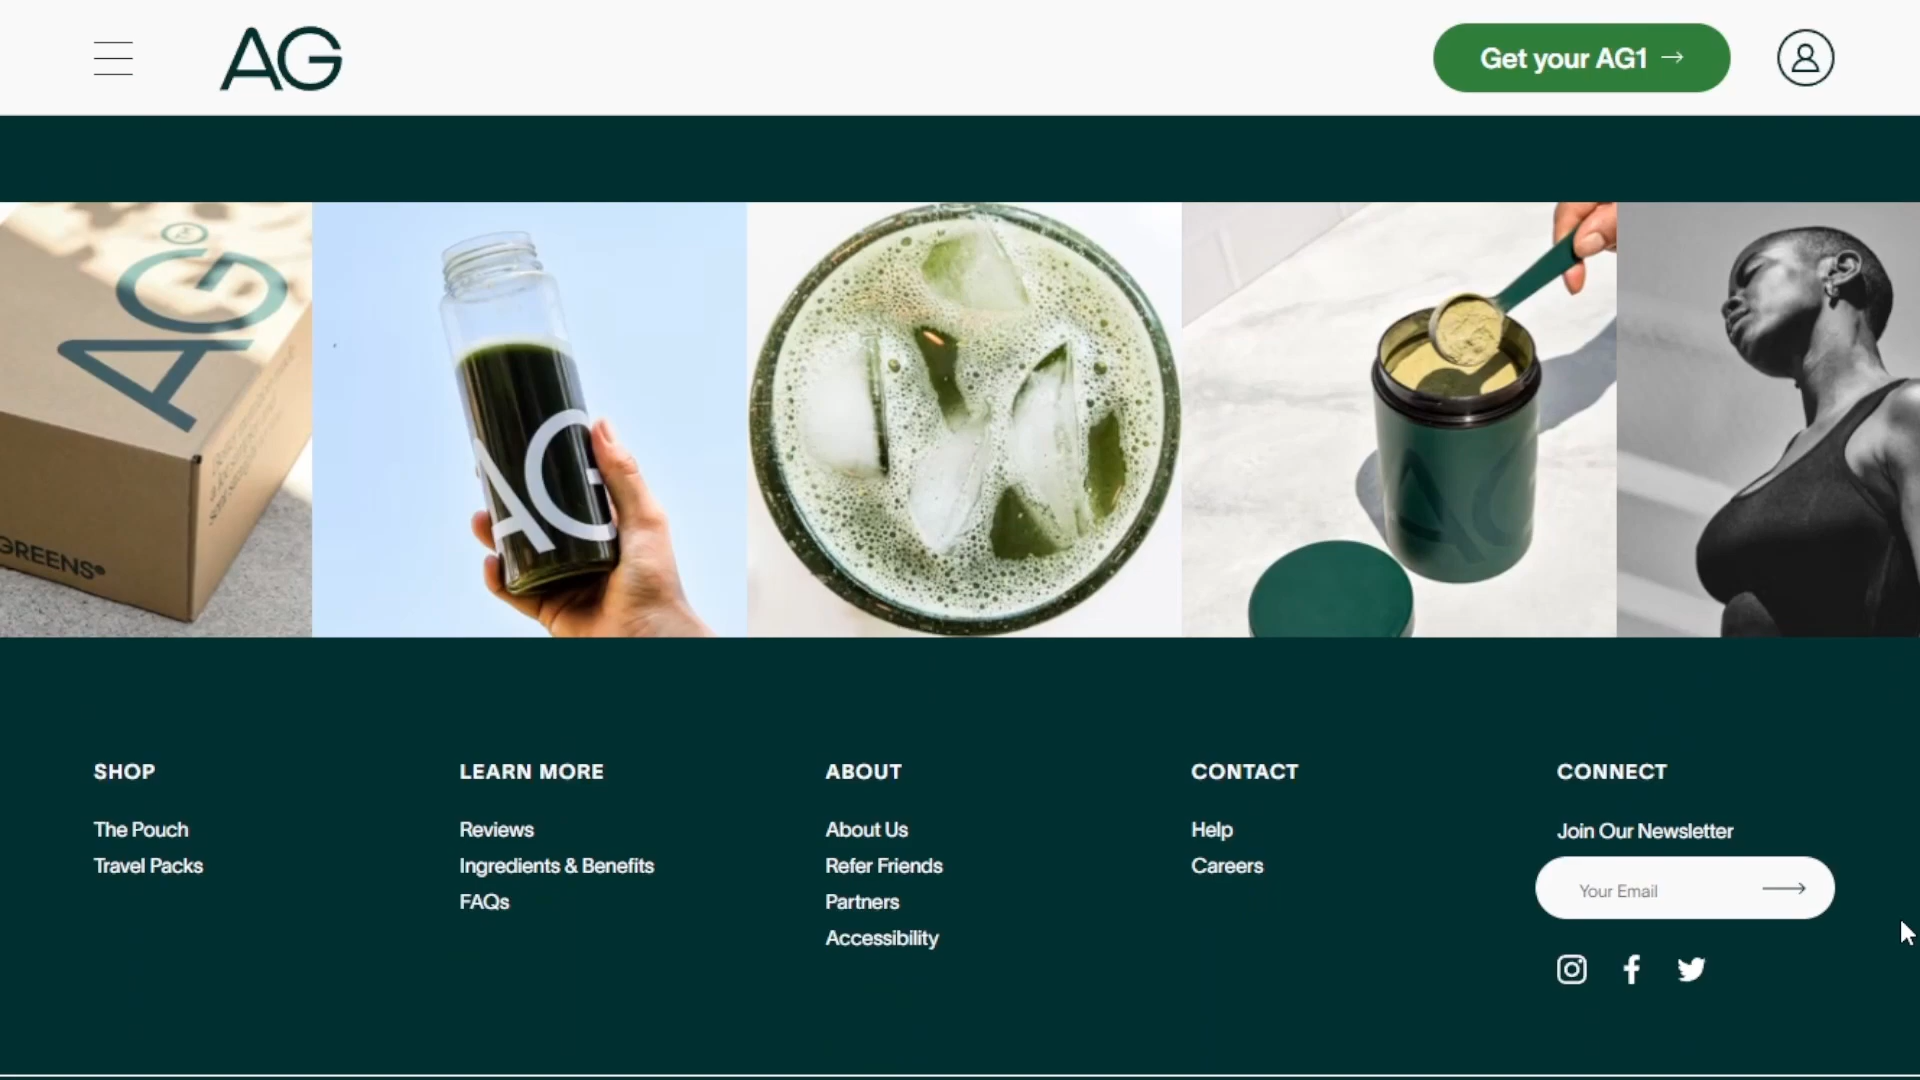 AG
Get your AG1 →
AG
GREENS®
AG
AG
SHOP
The Pouch
Travel Packs
LEARN MORE
Reviews
Ingredients & Benefits
FAQs
ABOUT
About Us
Refer Friends
Partners
Accessibility
CONTACT
Help
Careers
CONNECT
Join Our Newsletter
Your Email